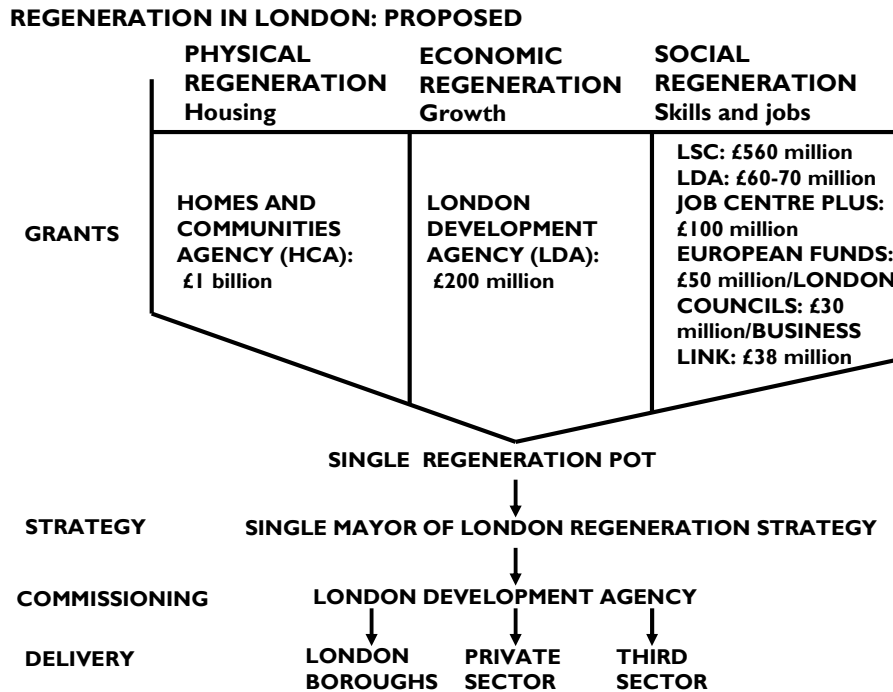 REGENERATION IN LONDON: PROPOSED
PHYSICAL
REGENERATION
Housing
ECONOMIC
REGENERATION
Growth
SOCIAL
REGENERATION
Skills and jobs
GRANTS
HOMES AND
COMMUNITIES
AGENCY (HCA):
£1 billion
LONDON
DEVELOPMENT
AGENCY (LDA):
£200 million
LSC: £560 million
LDA: £60-70 million
JOB CENTRE PLUS:
£100 million
EUROPEAN FUNDS:
£50 million/LONDON
COUNCILS: £30
million/BUSINESS
LINK: £38 million
SINGLE REGENERATION POT
STRATEGY
SINGLE MAYOR OF LONDON REGENERATION STRATEGY
COMMISSIONING
LONDON DEVELOPMENT AGENCY
DELIVERY
LONDON
BOROUGHS
PRIVATE
SECTOR
THIRD
SECTOR